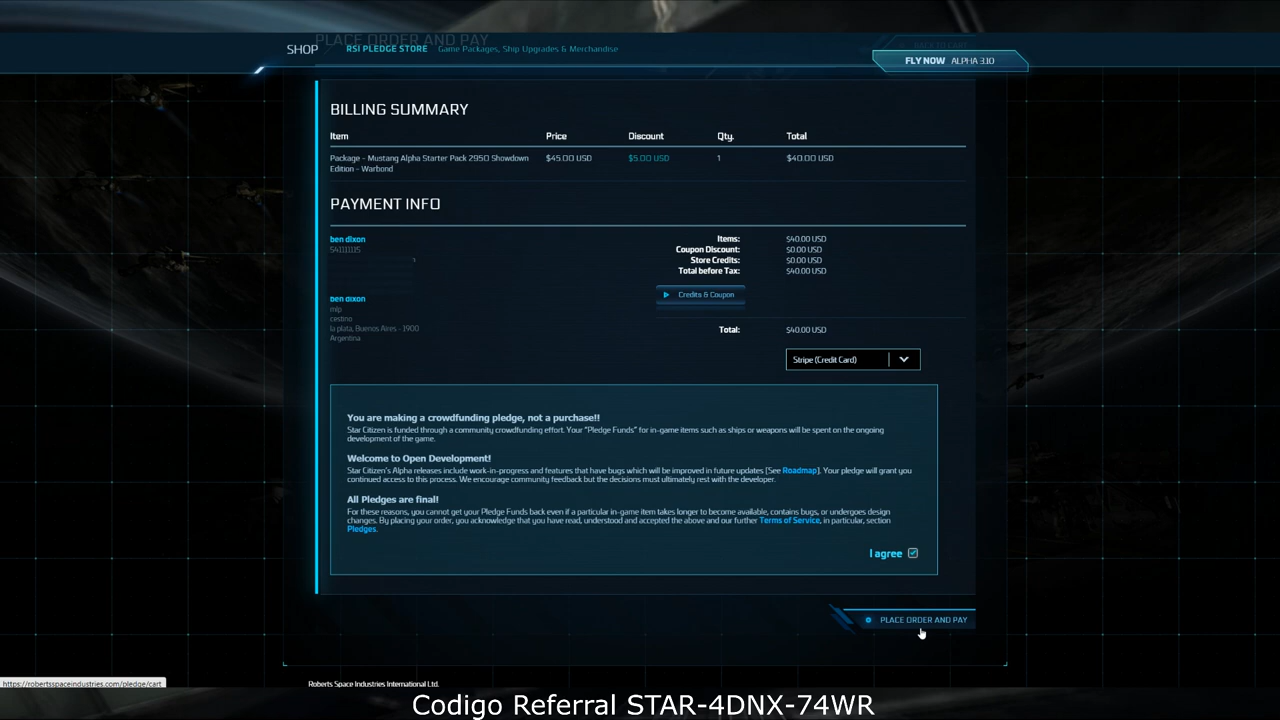 PLACE ORDER AND PAY
BACK TO CART
SHOP RSI PLEDGE STORE Game Packages, Ship Upgrades & Merchandise
FLY NOW ALPHA 3.10
BILLING SUMMARY
Item Price Discount Qty. Total
Package - Mustang Alpha Starter Pack 2950 Showdown Edition - Warbond $45.00 USD $5.00 USD 1 $40.00 USD
PAYMENT INFO
ben dixon
541111115
ben dixon
mlp
cestino
la plata, Buenos Aires - 1900
Argentina
Items: $40.00 USD
Coupon Discount: $0.00 USD
Store Credits: $0.00 USD
Total before Tax: $40.00 USD
Credits & Coupon
Total: $40.00 USD
Stripe (Credit Card)
You are making a crowdfunding pledge, not a purchase!!
Star Citizen is funded through a community crowdfunding effort. Your "Pledge Funds" for in-game items such as ships or weapons will be spent on the ongoing
development of the game.
Welcome to Open Development!
Star Citizen's Alpha releases include work-in-progress and features that have bugs which will be improved in future updates [See Roadmap]. Your pledge will grant you
continued access to this process. We encourage community feedback but the decisions must ultimately rest with the developer.
All Pledges are final!
For these reasons, you cannot get your Pledge Funds back even if a particular in-game item takes longer to become available, contains bugs, or undergoes design
changes. By placing your order, you acknowledge that you have read, understood and accepted the above and our further Terms of Service, in particular, section
Pledges.
I agree
PLACE ORDER AND PAY
https://robertsspaceindustries.com/pledge/cart
Roberts Space Industries International Ltd.
Codigo Referral STAR-4DNX-74WR